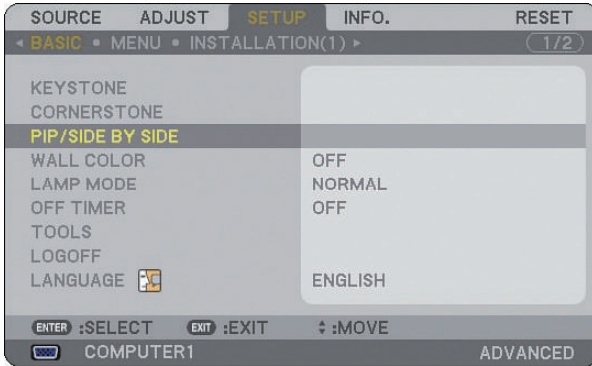 SOURCE ADJUST SETUP INFO. RESET
BASIC • MENU • INSTALLATION(1) 1/2
KEYSTONE
CORNERSTONE
PIP/SIDE BY SIDE
WALL COLOR OFF
LAMP MODE NORMAL
OFF TIMER OFF
TOOLS
LOGOFF
LANGUAGE ENGLISH
ENTER :SELECT EXIT :EXIT :MOVE
COMPUTER1 ADVANCED